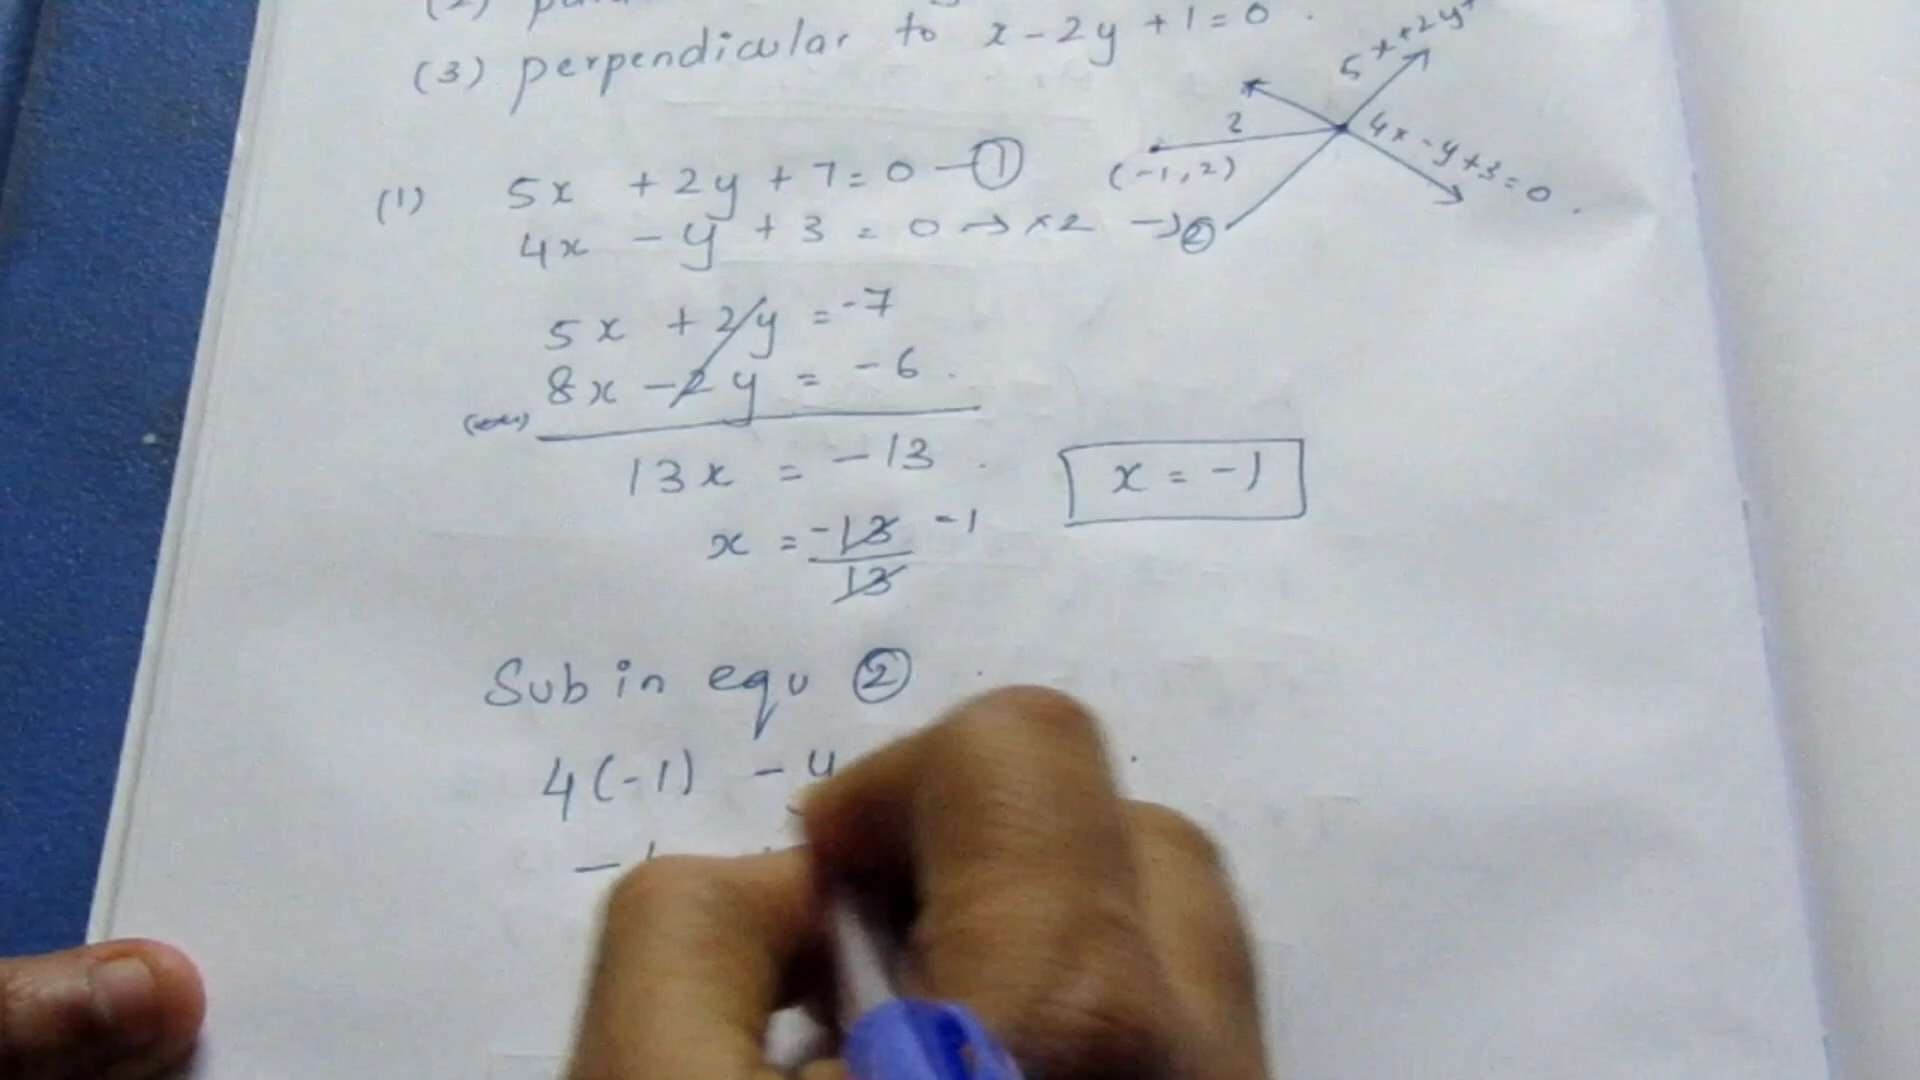 (3) perpendicular to x - 2y + 1 = 0 .
5x + 2y +
2
4x - y + 3 = 0 .
(-1, 2)
(1) 5x + 2y + 7 = 0 — ①
4x - y + 3 = 0 → ×2 → ②
5x + 2y = -7
8x - 2y = -6 .
13x = -13 .
x = -1
x = -13/13 -1
Sub in equ ②
4(-1) - y
-